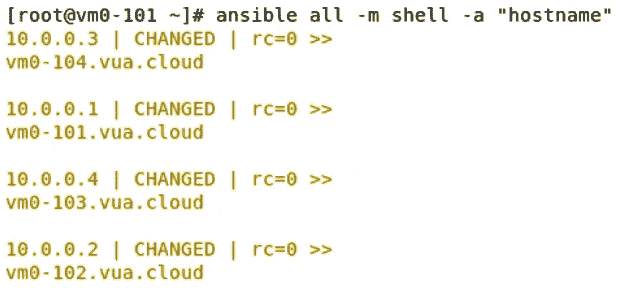 [root@vm0-101 ~]# ansible all -m shell -a "hostname"
10.0.0.3 | CHANGED | rc=0 >>
vm0-104.vua.cloud
10.0.0.1 | CHANGED | rc=0 >>
vm0-101.vua.cloud
10.0.0.4 | CHANGED | rc=0 >>
vm0-103.vua.cloud
10.0.0.2 | CHANGED | rc=0 >>
vm0-102.vua.cloud